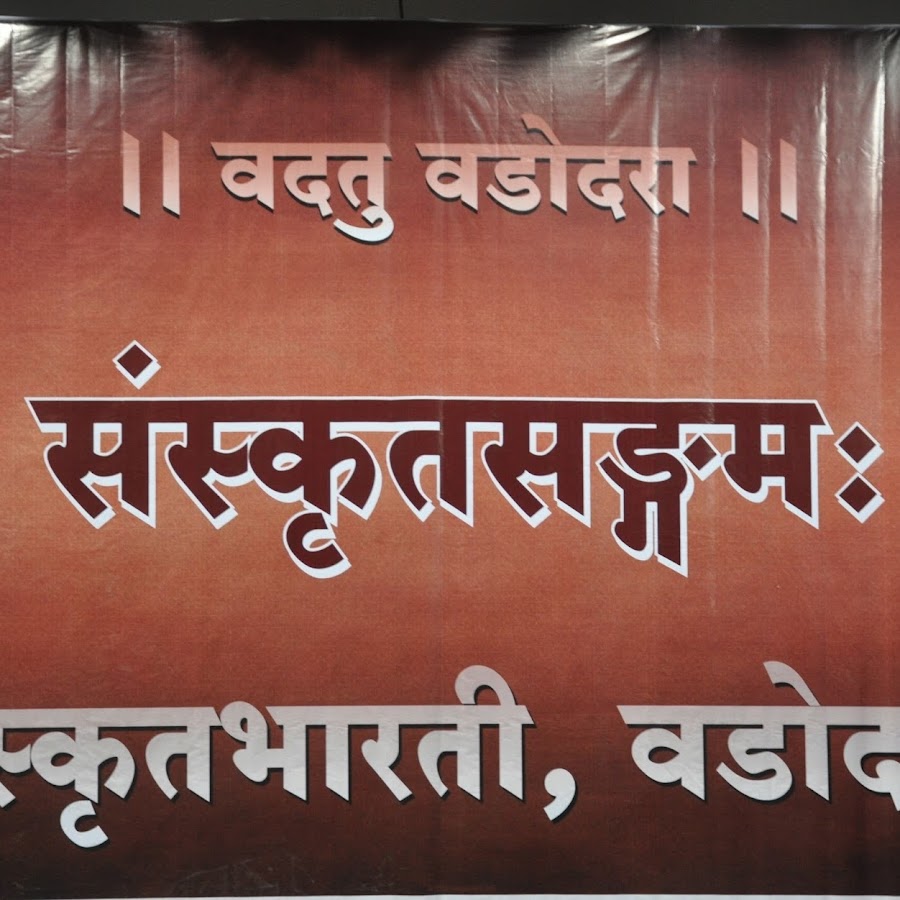 ॥ वदतु वडोदरा ॥
संस्कृतसङ्गमः
स्कृतभारती, वडोद